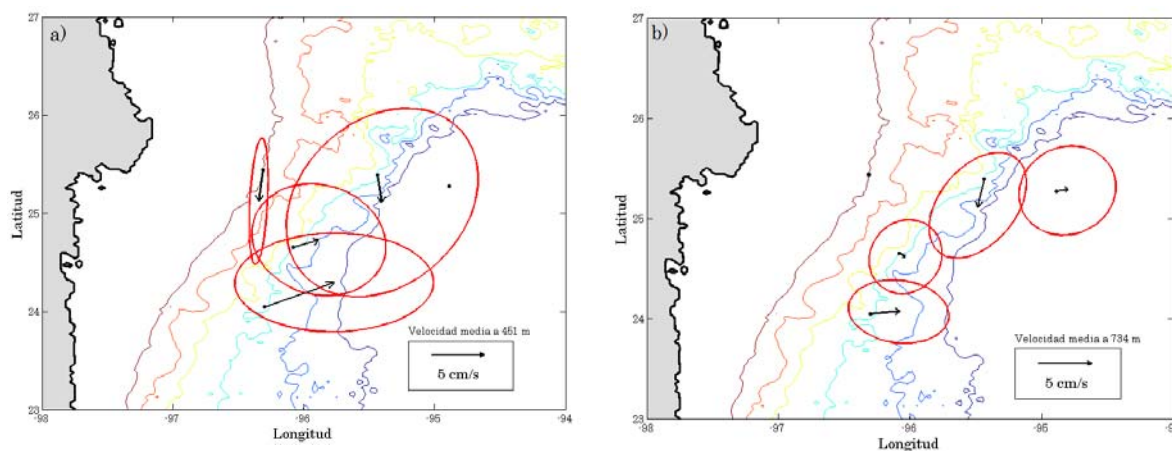 a)
27
26
25
24
23
Latitud
-98
-97
-96
-95
-94
Longitud
Velocidad media a 451 m
5 cm/s
b)
27
26
25
24
23
Latitud
-98
-97
-96
-95
-94
Longitud
Velocidad media a 734 m
5 cm/s